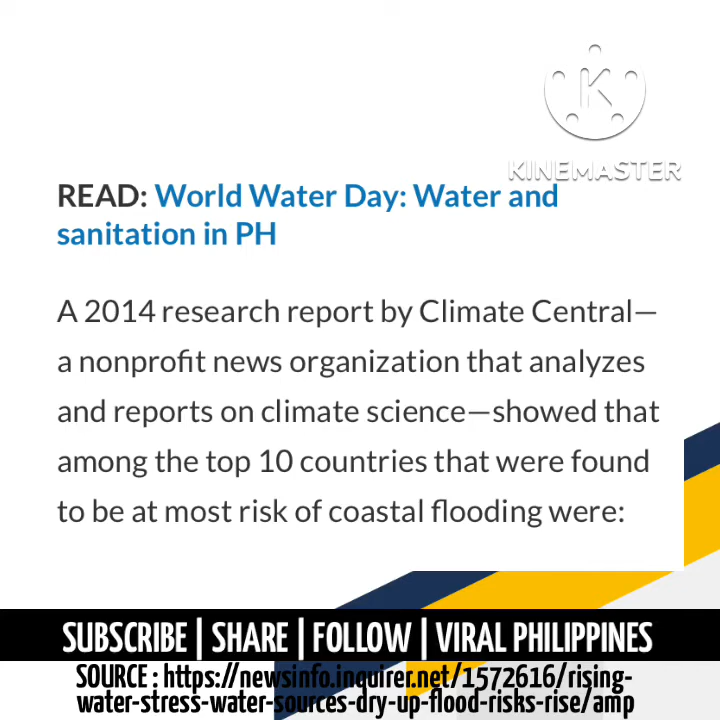 KINEMASTER
READ: World Water Day: Water and
sanitation in PH
A 2014 research report by Climate Central—
a nonprofit news organization that analyzes
and reports on climate science—showed that
among the top 10 countries that were found
to be at most risk of coastal flooding were:
SUBSCRIBE | SHARE | FOLLOW | VIRAL PHILIPPINES
SOURCE : https://newsinfo.inquirer.net/1572616/rising-
water-stress-water-sources-dry-up-flood-risks-rise/amp